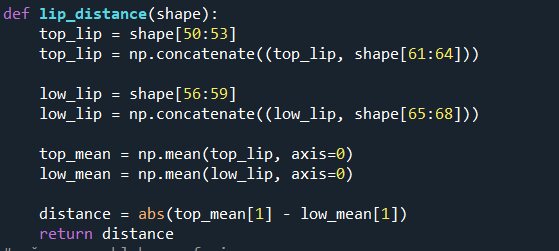 def lip_distance(shape):
    top_lip = shape[50:53]
    top_lip = np.concatenate((top_lip, shape[61:64]))
    low_lip = shape[56:59]
    low_lip = np.concatenate((low_lip, shape[65:68]))
    top_mean = np.mean(top_lip, axis=0)
    low_mean = np.mean(low_lip, axis=0)
    distance = abs(top_mean[1] - low_mean[1])
    return distance